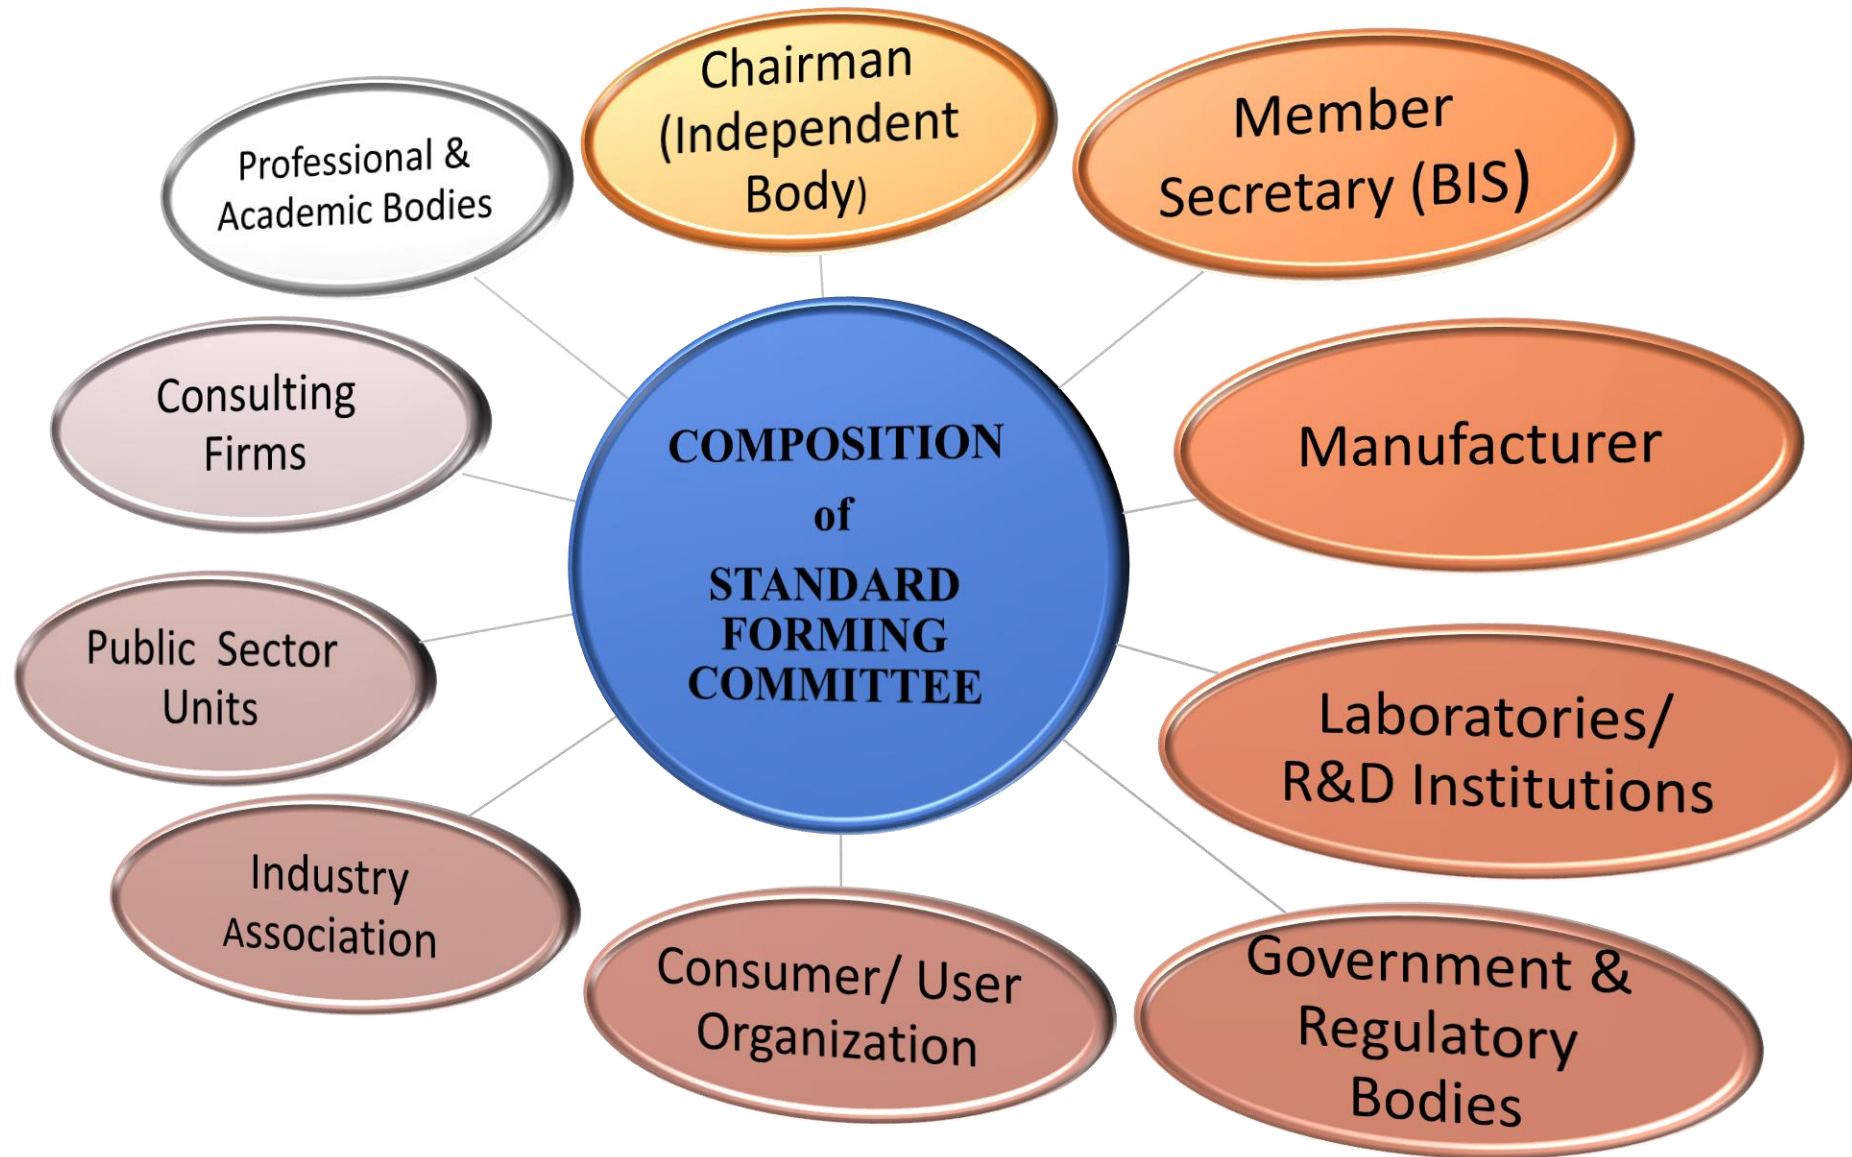 Chairman
(Independent
Body)
Member
Secretary (BIS)
Manufacturer
Laboratories/
R&D Institutions
Government &
Regulatory
Bodies
Consumer/ User
Organization
Industry
Association
Public Sector
Units
Consulting
Firms
Professional &
Academic Bodies
COMPOSITION
of
STANDARD
FORMING
COMMITTEE